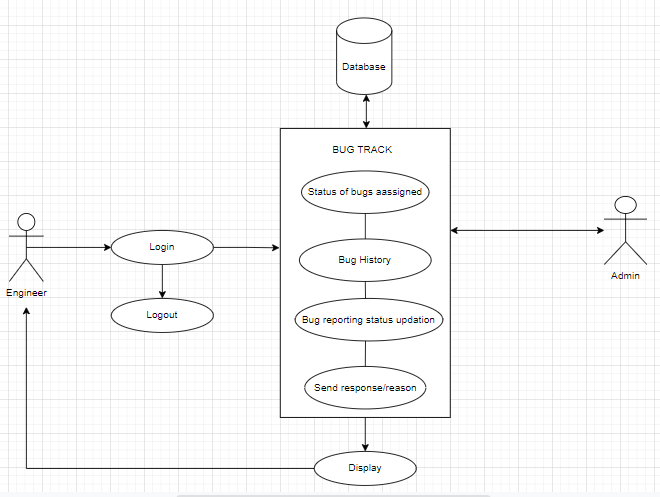 Database
BUG TRACK
Status of bugs aassigned
Login
Bug History
Admin
Engineer
Logout
Bug reporting status updation
Send response/reason
Display